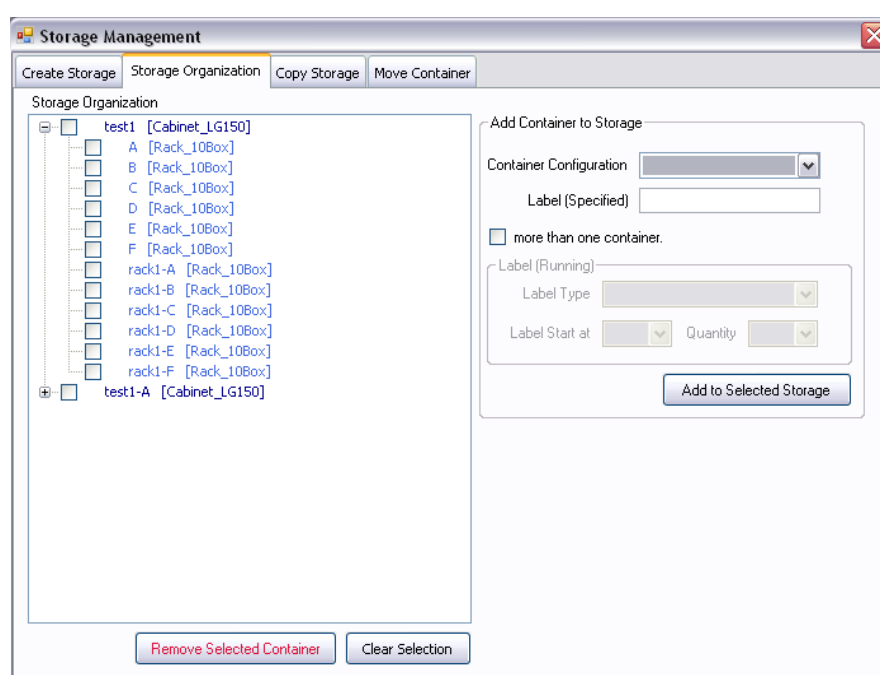 Storage Management
Create Storage Storage Organization Copy Storage Move Container
Storage Organization
test1 [Cabinet_LG150]
A [Rack_10Box]
B [Rack_10Box]
C [Rack_10Box]
D [Rack_10Box]
E [Rack_10Box]
F [Rack_10Box]
rack1-A [Rack_10Box]
rack1-B [Rack_10Box]
rack1-C [Rack_10Box]
rack1-D [Rack_10Box]
rack1-E [Rack_10Box]
rack1-F [Rack_10Box]
test1-A [Cabinet_LG150]
Remove Selected Container Clear Selection
Add Container to Storage
Container Configuration
Label (Specified)
more than one container.
Label (Running)
Label Type
Label Start at Quantity
Add to Selected Storage